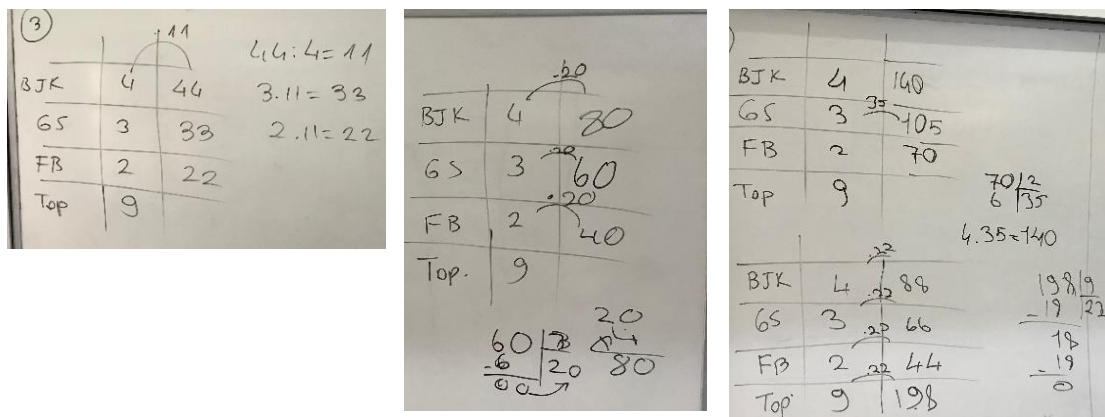 3
.11
BJK 4 44
GS 3 33
FB 2 22
Top 9
44:4=11
3.11=33
2.11=22
.20
BJK 4 80
.20
GS 3 60
.20
FB 2 40
Top. 9
60 3
-6 20
00
20
×4
80
BJK 4 140
35
GS 3 105
FB 2 70
Top 9
70 2
6 35
4.35=140
.22
BJK 4 88
.22
GS 3 66
FB 2 44
.22
Top. 9 198
198 9
22
18
0